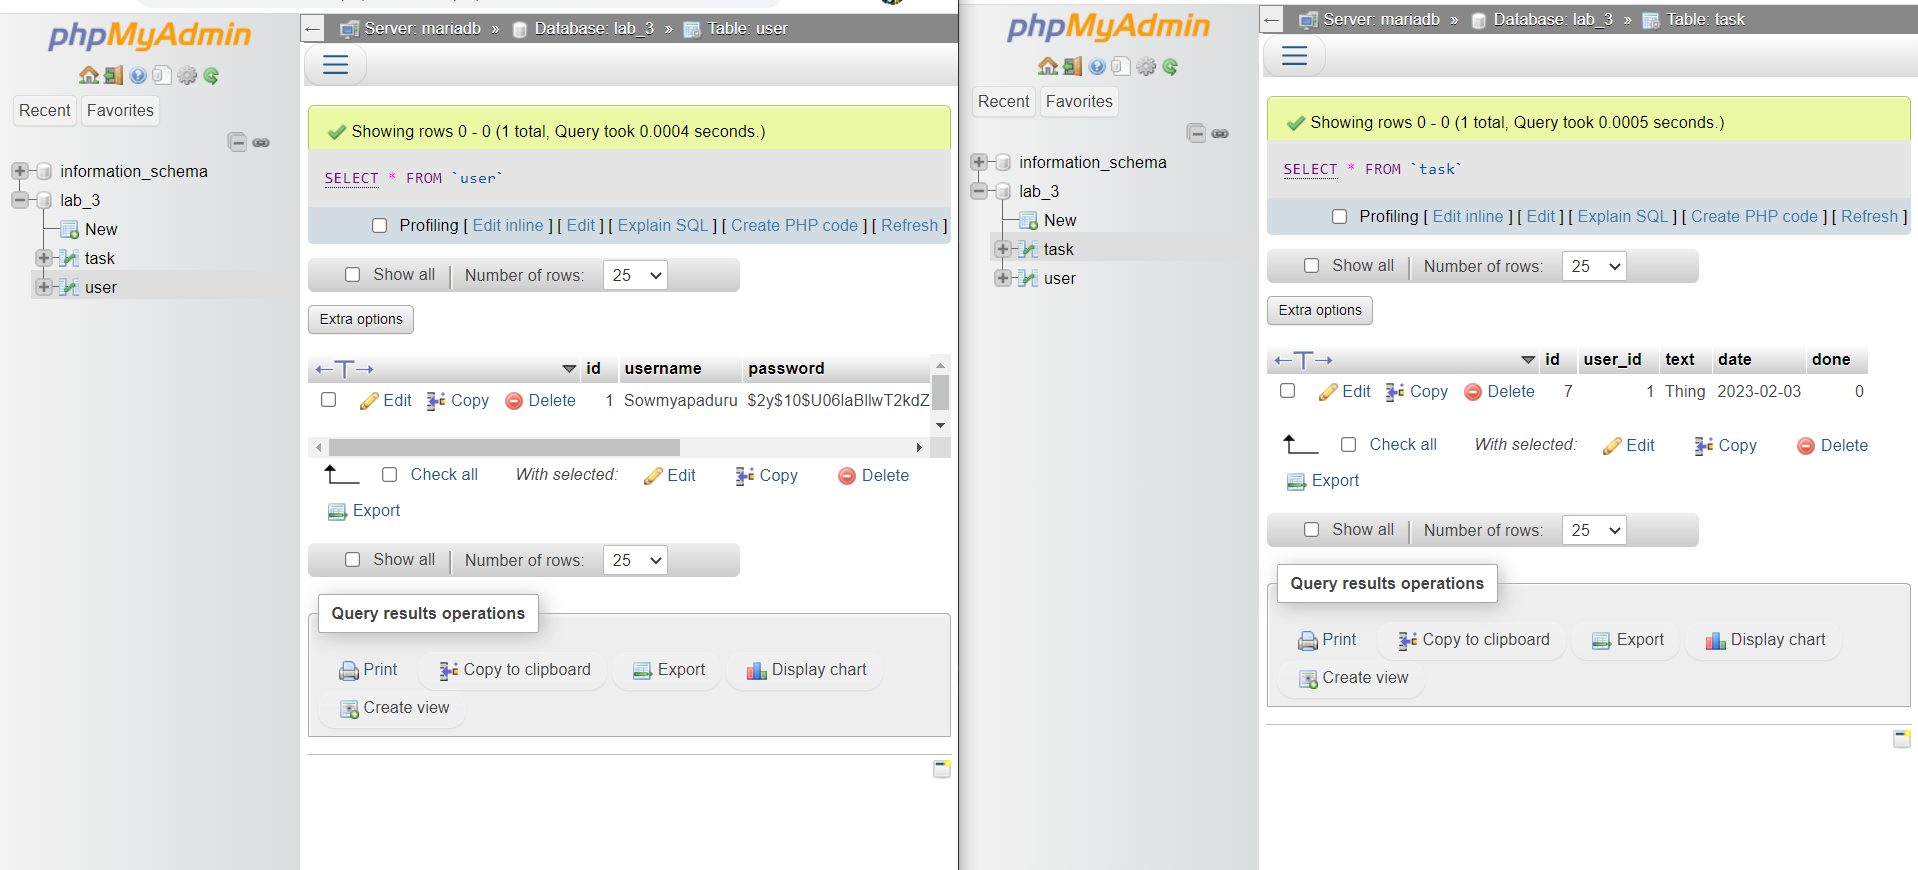 phpMyAdmin
Recent Favorites
information_schema
lab_3
New
task
user
← Server: mariadb » Database: lab_3 » Table: user
Showing rows 0 - 0 (1 total, Query took 0.0004 seconds.)
SELECT * FROM `user`
Profiling [ Edit inline ] [ Edit ] [ Explain SQL ] [ Create PHP code ] [ Refresh ]
Show all Number of rows: 25
Extra options
←T→ id username password
Edit Copy Delete 1 Sowmyapaduru
Check all With selected: Edit Copy Delete
Export
Show all Number of rows: 25
Query results operations
Print Copy to clipboard Export Display chart
Create view
phpMyAdmin
Recent Favorites
information_schema
lab_3
New
task
user
← Server: mariadb » Database: lab_3 » Table: task
Showing rows 0 - 0 (1 total, Query took 0.0005 seconds.)
SELECT * FROM `task`
Profiling [ Edit inline ] [ Edit ] [ Explain SQL ] [ Create PHP code ] [ Refresh ]
Show all Number of rows: 25
Extra options
←T→ id user_id text date done
Edit Copy Delete 7 1 Thing 2023-02-03 0
Check all With selected: Edit Copy Delete
Export
Show all Number of rows: 25
Query results operations
Print Copy to clipboard Export Display chart
Create view